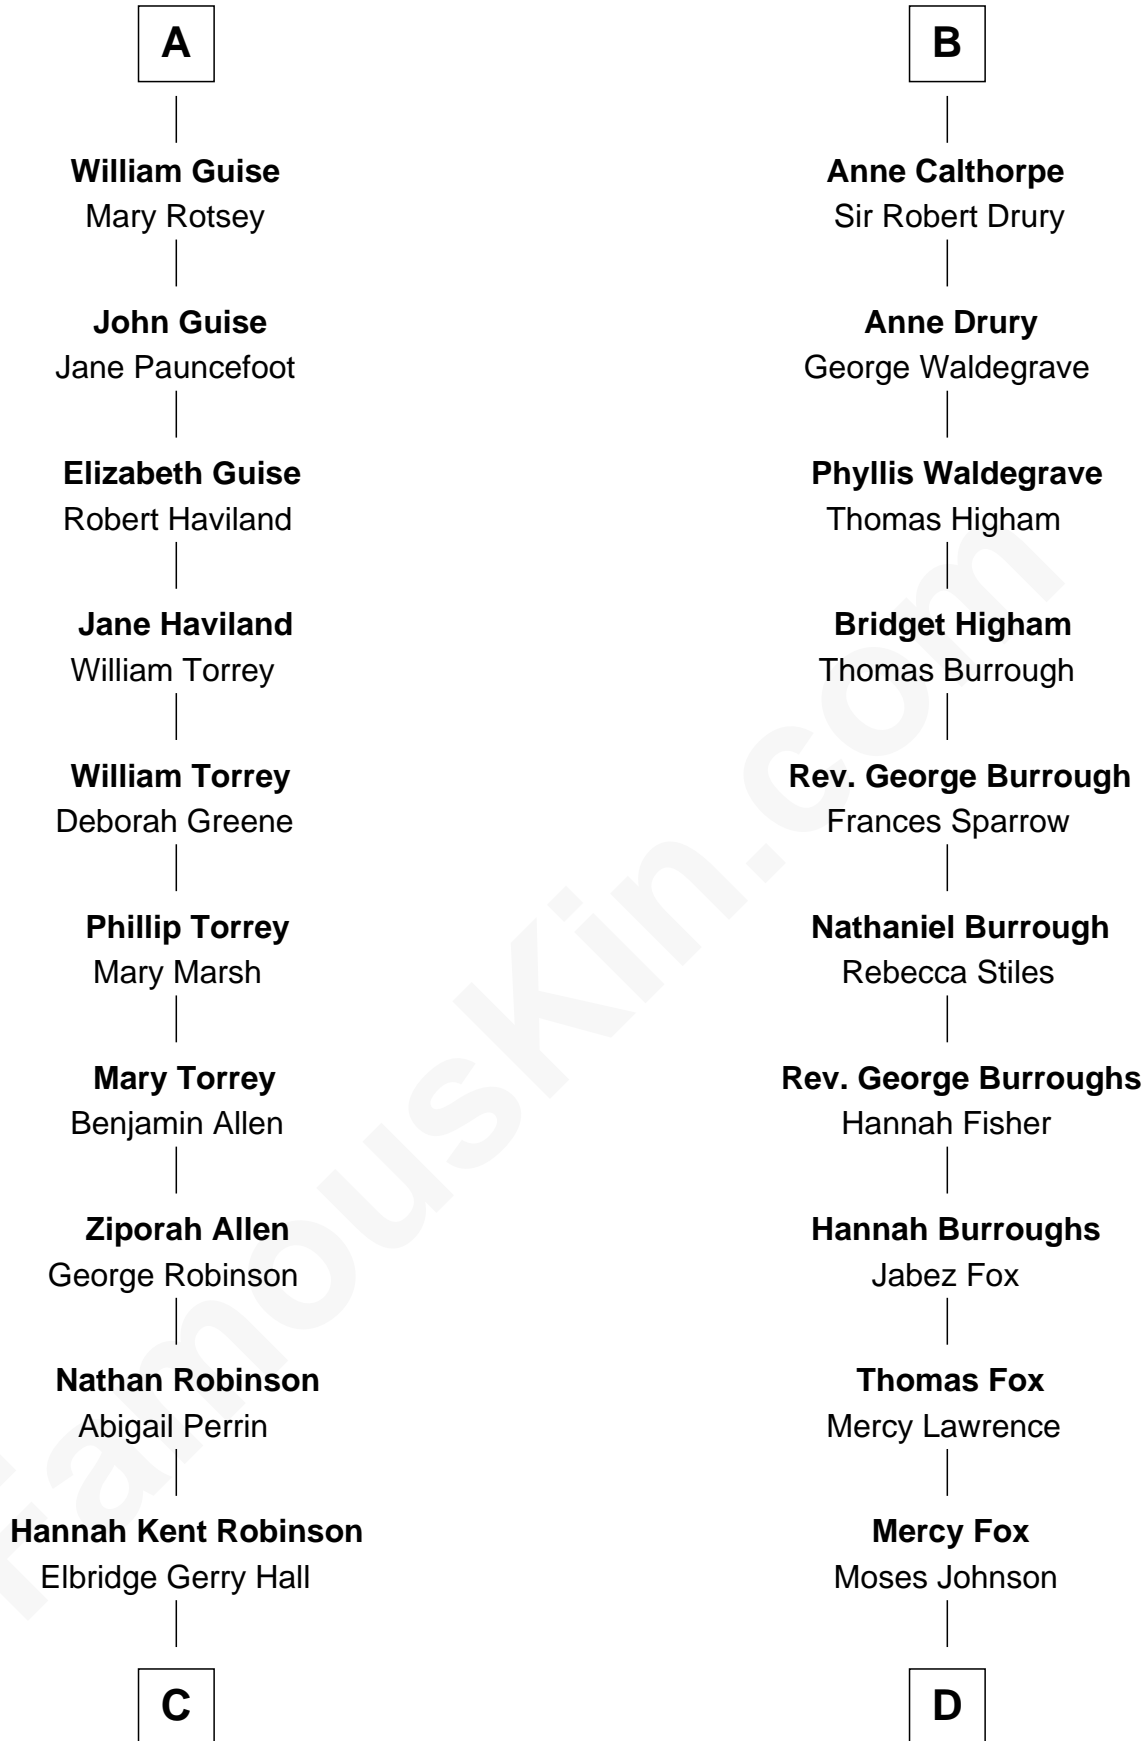 A
William Guise
Mary Rotsey
John Guise
Jane Pauncefoot
Elizabeth Guise
Robert Haviland
Jane Haviland
William Torrey
William Torrey
Deborah Greene
Phillip Torrey
Mary Marsh
Mary Torrey
Benjamin Allen
Ziporah Allen
George Robinson
Nathan Robinson
Abigail Perrin
Hannah Kent Robinson
Elbridge Gerry Hall
C
B
Anne Calthorpe
Sir Robert Drury
Anne Drury
George Waldegrave
Phyllis Waldegrave
Thomas Higham
Bridget Higham
Thomas Burrough
Rev. George Burrough
Frances Sparrow
Nathaniel Burrough
Rebecca Stiles
Rev. George Burroughs
Hannah Fisher
Hannah Burroughs
Jabez Fox
Thomas Fox
Mercy Lawrence
Mercy Fox
Moses Johnson
D
FamousKin.com